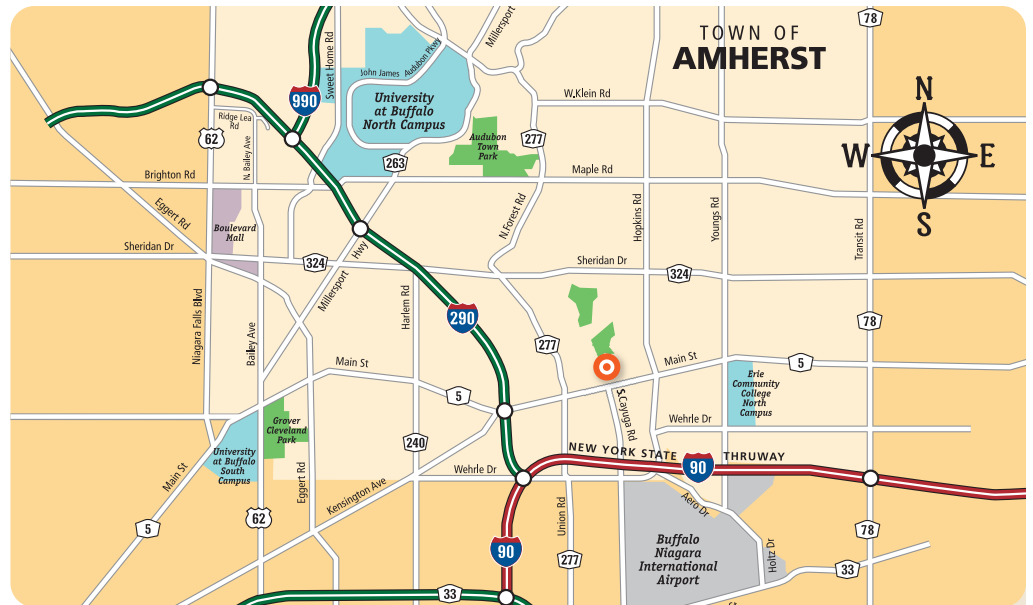 TOWN OF
AMHERST
78
N
W
E
S
Sweet Home Rd
Millersport
John James
Audubon Pkwy
University
at Buffalo
North Campus
990
W.Klein Rd
Ridge Lea
Rd
62
N. Bailey Ave
263
Audubon
Town
Park
277
Brighton Rd
Maple Rd
Eggert Rd
Boulevard
Mall
N.Forest Rd
Hopkins Rd
Youngs Rd
Transit Rd
Sheridan Dr
324
Hwy
Millersport
Sheridan Dr
324
Niagara Falls Blvd
Bailey Ave
Harlem Rd
290
277
78
Main St
5
Main St
5
S.Cayuga Rd
Erie
Community
College
North
Campus
Grover
Cleveland
Park
University
at Buffalo
South
Campus
240
Wehrle Dr
NEW YORK STATE
90
THRUWAY
Main St
Eggert Rd
Wehrle Dr
Kensington Ave
Aero Dr
5
62
Union Rd
90
277
Buffalo
Niagara
International
Airport
Holtz Dr
78
33
33